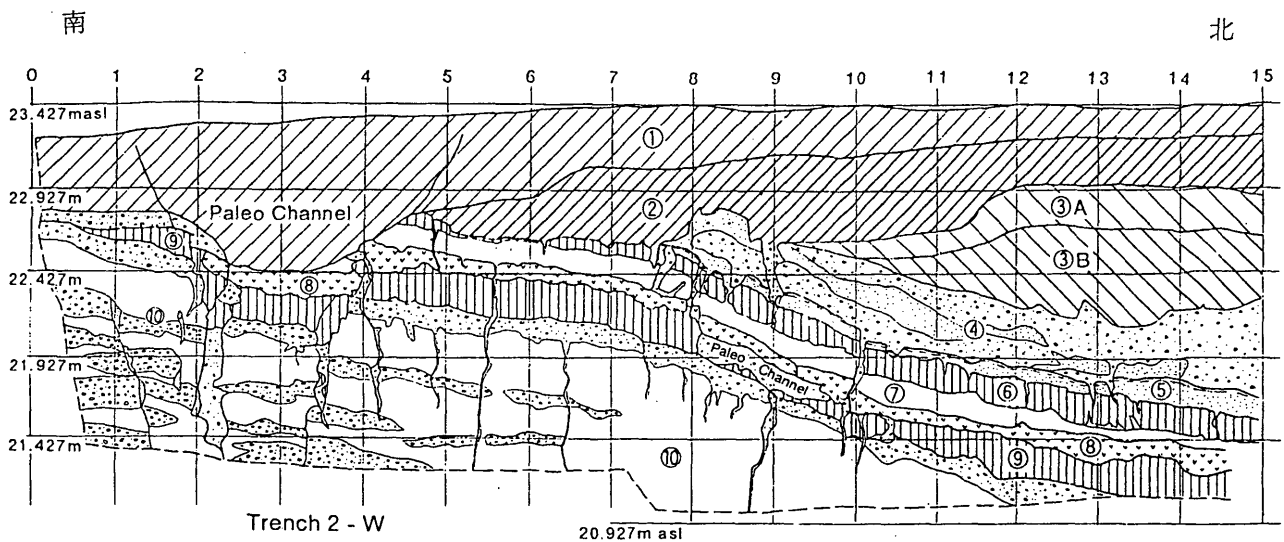 南 北
0 1 2 3 4 5 6 7 8 9 10 11 12 13 14 15
23.427masl
①
22.927m
Paleo Channel
②
③A
⑨
③B
22.427m
⑧
⑩
④
21.927m
Paleo Channel
⑦
⑥
⑤
21.427m
⑩
⑨
⑧
Trench 2 - W
20.927m asl